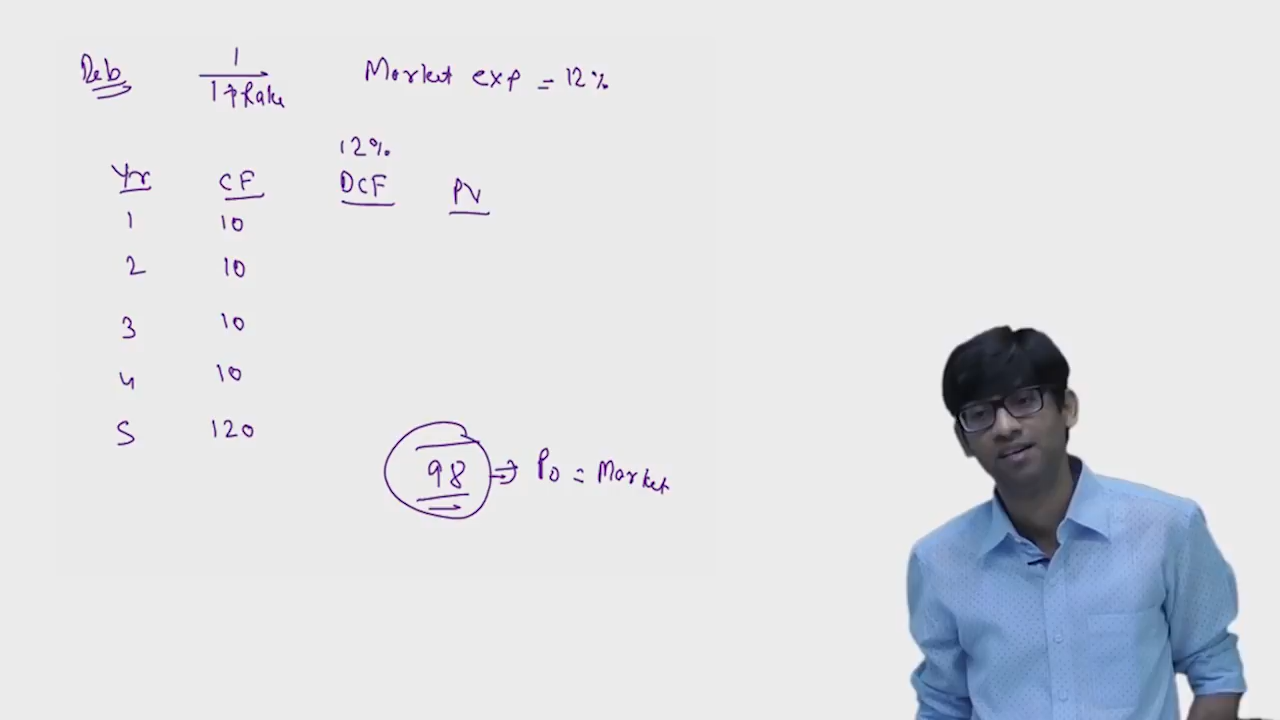 Deb 1 Market exp = 12%
1+Rate
12%
Yr CF DCF PV
1 10
2 10
3 10
4 10
5 120
98 → P0 = Market